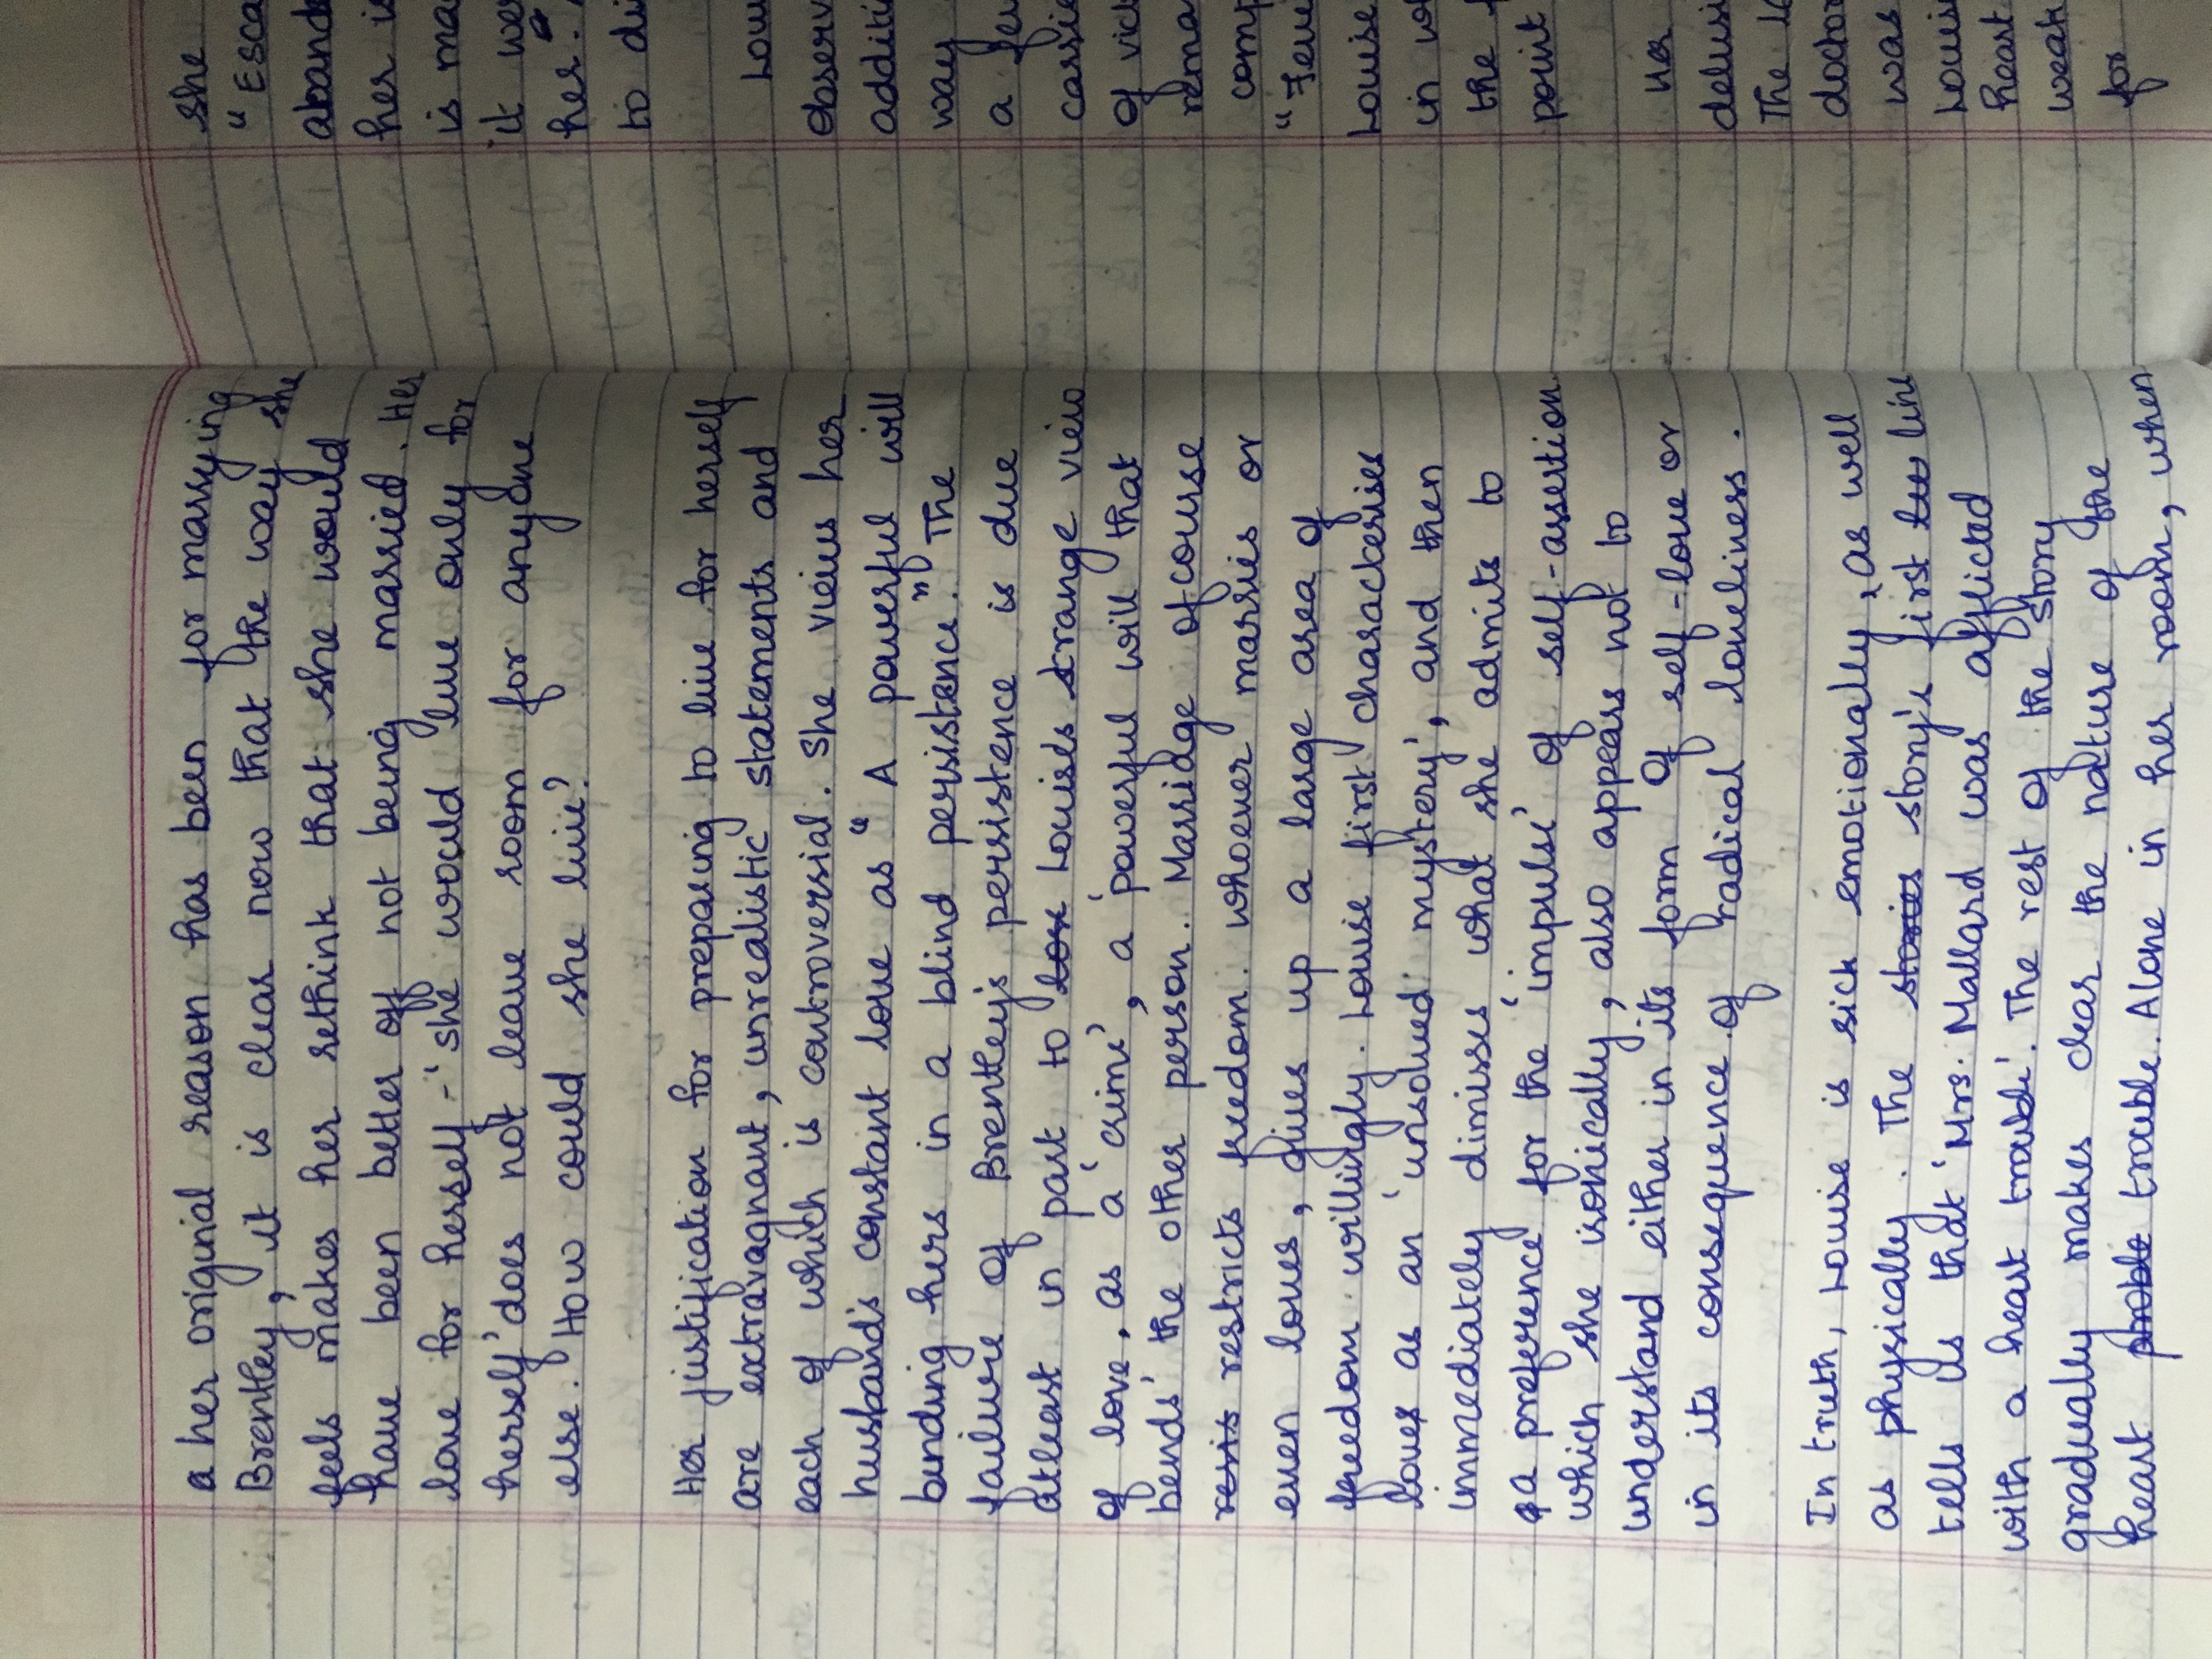 a her original reason has been for marrying
Brentley, it is clear now that the way she
feels makes her rethink that she would
have been better off not being married. Her
love for herself - 'she would live only for
herself' does not leave room for anyone
else. How could she live?
Her justification for preparing to live for herself
are extravagnant, unrealistic statements and
each of which is controversial. She views her
husband's constant love as "A powerful will
bending hers in a blind persistence." The
failure of Brentley's persistence is due
atleast in part to Louise's strange view
of love, as a 'crime', a 'powerful will that
bends' the other person. Marriage ofcourse
restricts freedom. whoever marries or
even loves, gives up a large area of
freedom willingly. Louise first characterises
love as an 'unsolved mystery', and then
immediately dimisses what she admits to
a preference for the 'impulse' of self-assertion
which she ironically, also appears not to
understand either in its form of self-love or
in its consequence of radical loneliness.
In truth, Louise is sick emotionally, as well
as physically. The stories story's first line
tells us that 'Mrs. Mallard was afflicted
with a heart trouble'. The rest of the story
gradually makes clear the nature of the
heart proble trouble. Alone in her room, when
she
"Esca
abando
her is
is ma
it we
her."
to di
Lou
observ
additi
way
a few
carrie
of vict
rema
comp
"Feve
Louise
in wh
the f
point
Her
delusi
The
doctor
was
Louis
heart
weak
for